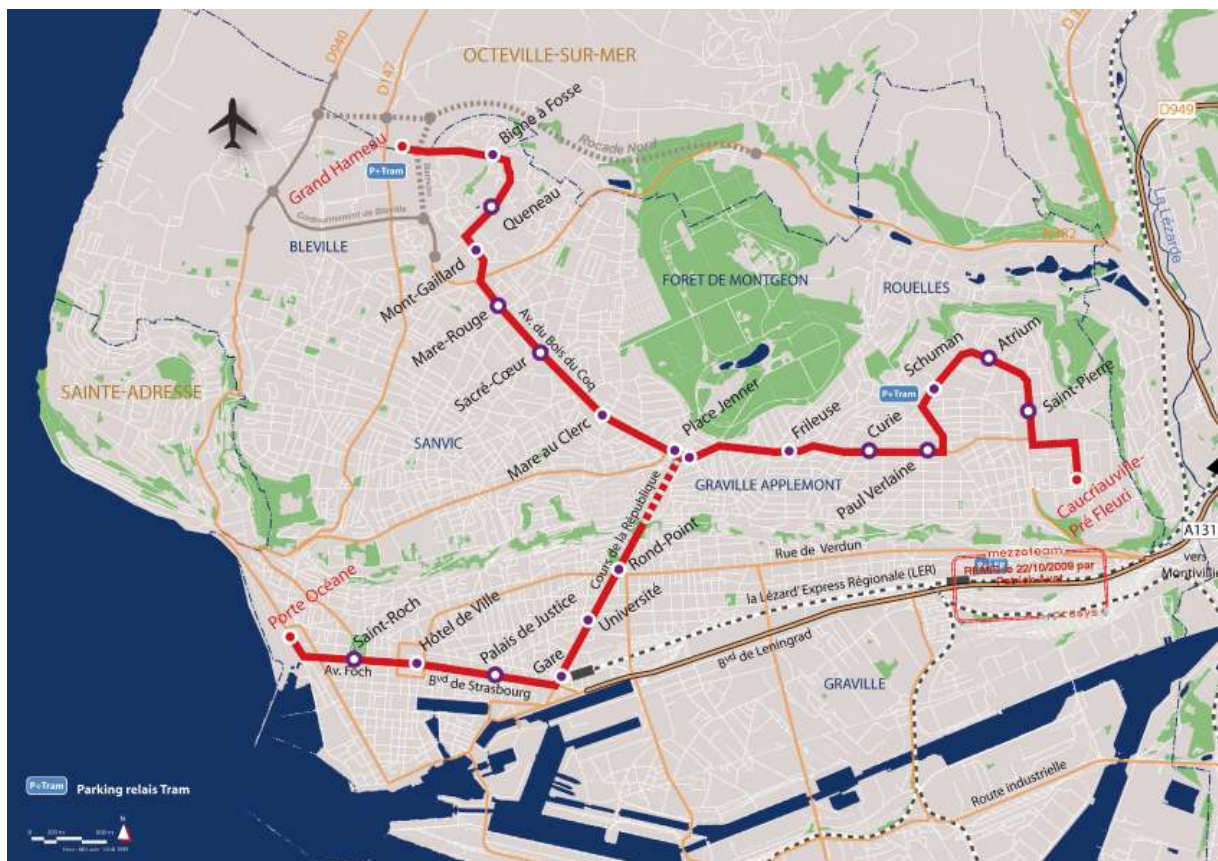 OCTEVILLE-SUR-MER
D940
D147
D949
Bigne à Fosse
Rocade Nord
Grand Hameau
P+Tram
Queneau
Contournement de Bléville
BLEVILLE
La Lézarde
Mont-Gaillard
FORET DE MONTGEON
ROUELLES
Mare-Rouge
Av. du Bois du Coq
Schuman
Atrium
SAINTE-ADRESSE
Sacré-Cœur
P+Tram
Saint-Pierre
Place Jenner
Frileuse
Curie
SANVIC
Mare au Clerc
GRAVILLE APPLEMONT
Paul Verlaine
Caucriauville-
Pré Fleuri
Cours de la République
A131
Rond-Point
Rue de Verdun
mezzoteam
vers
Montivilliers
la Lézard' Express Régionale (LER)
Porte Océane
Saint-Roch
Hôtel de Ville
Palais de Justice
Université
Gare
Av. Foch
Bvd de Strasbourg
Bvd de Leningrad
GRAVILLE
Route industrielle
P+Tram Parking relais Tram
N